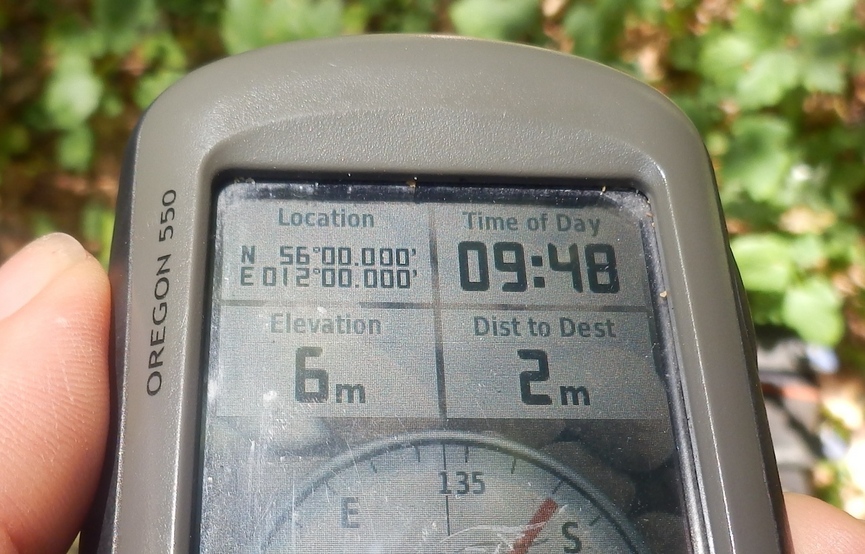 OREGON 550
Location
N 56°00.000'
E 012°00.000'
Time of Day
09:48
Elevation
6m
Dist to Dest
2m
135
E
S